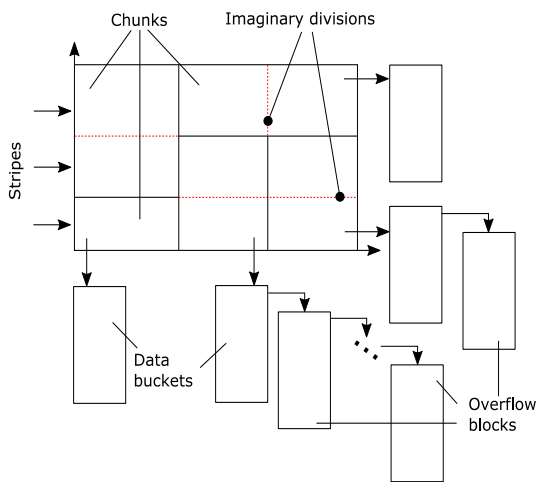 Chunks
Imaginary divisions
Stripes
Data
buckets
Overflow
blocks